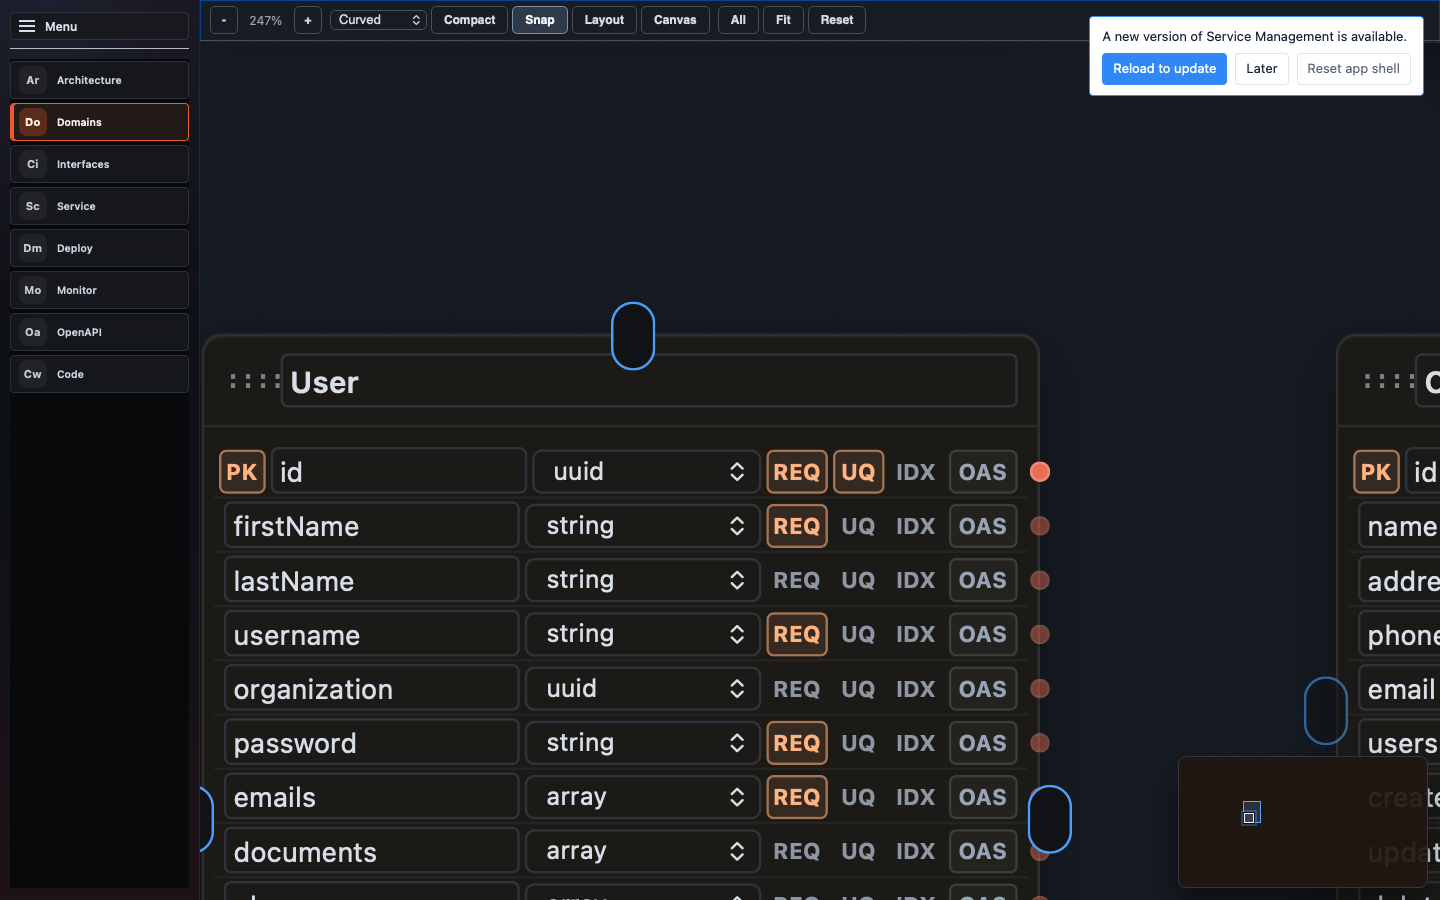 Menu
Ar Architecture
Do Domains
Ci Interfaces
Sc Service
Dm Deploy
Mo Monitor
Oa OpenAPI
Cw Code
- 247% + Curved Compact Snap Layout Canvas All Fit Reset
A new version of Service Management is available.
Reload to update Later Reset app shell
User
PK id uuid REQ UQ IDX OAS
firstName string REQ UQ IDX OAS
lastName string REQ UQ IDX OAS
username string REQ UQ IDX OAS
organization uuid REQ UQ IDX OAS
password string REQ UQ IDX OAS
emails array REQ UQ IDX OAS
documents array REQ UQ IDX OAS
PK id
name
addre
phone
email
users
create
updat